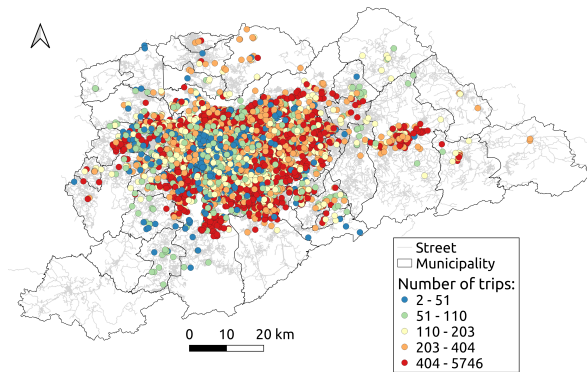 Street
Municipality
Number of trips:
2 - 51
51 - 110
110 - 203
203 - 404
404 - 5746
0 10 20 km